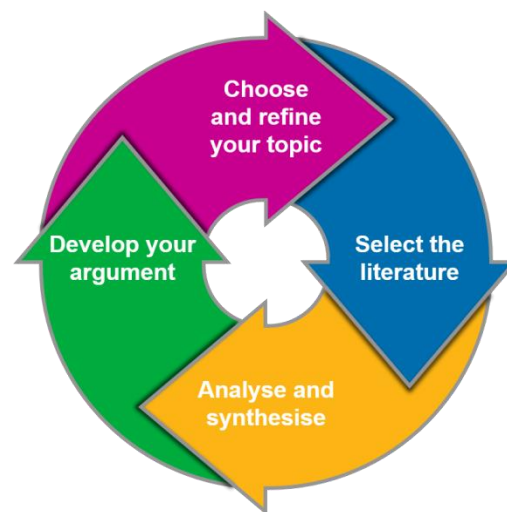 Choose
and refine
your topic
Select the
literature
Analyse and
synthesise
Develop your
argument